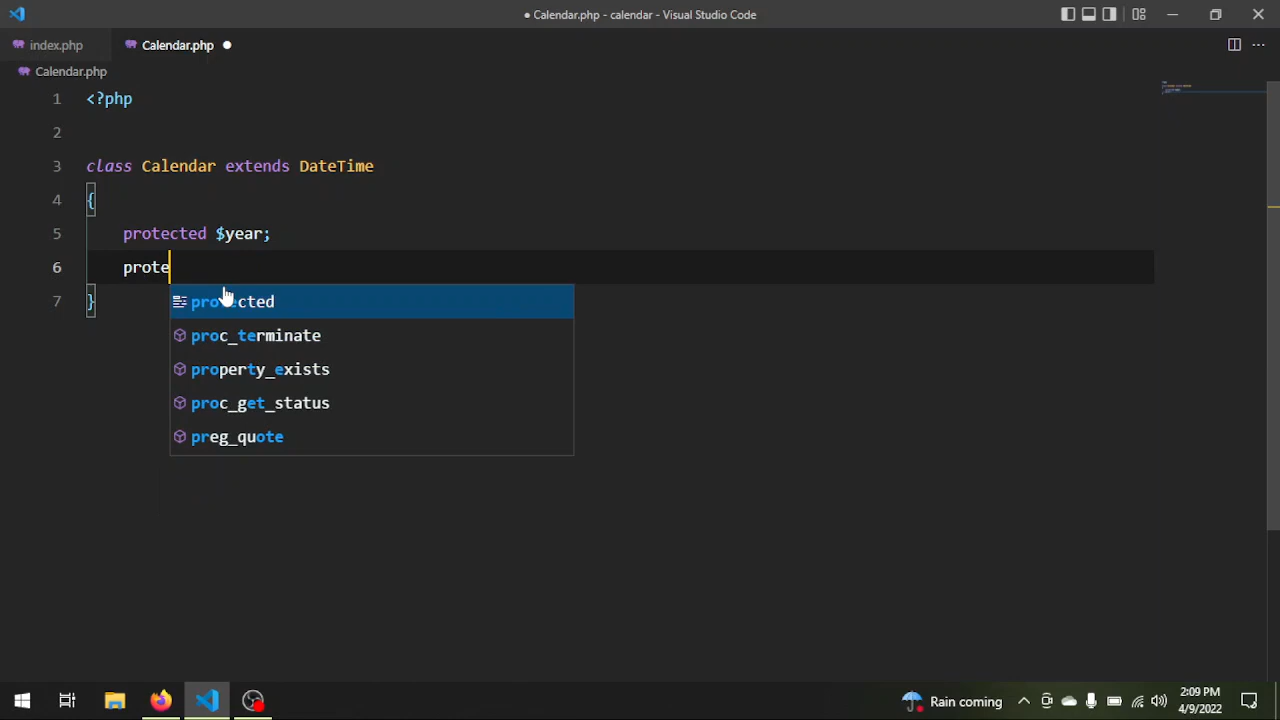 ● Calendar.php - calendar - Visual Studio Code
index.php
Calendar.php
Calendar.php
1 <?php
2
3 class Calendar extends DateTime
4 {
5 protected $year;
6 prote
7 }
protected
proc_terminate
property_exists
proc_get_status
preg_quote
Rain coming
2:09 PM
4/9/2022